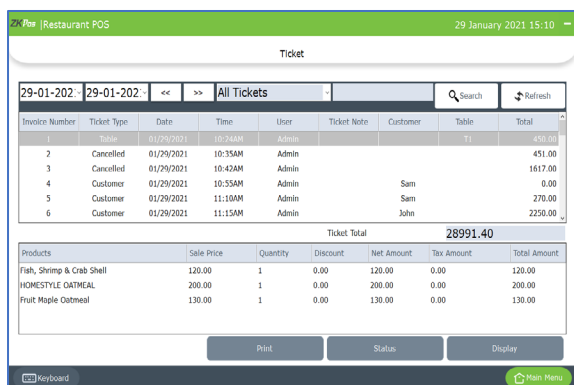 ZKPos |Restaurant POS 29 January 2021 15:10
Ticket
29-01-202 29-01-202 << >> All Tickets Search Refresh
Invoice Number Ticket Type Date Time User Ticket Note Customer Table Total
1 Table 01/29/2021 10:24AM Admin T1 450.00
2 Cancelled 01/29/2021 10:35AM Admin 451.00
3 Cancelled 01/29/2021 10:42AM Admin 1617.00
4 Customer 01/29/2021 10:55AM Admin Sam 0.00
5 Customer 01/29/2021 11:10AM Admin Sam 270.00
6 Customer 01/29/2021 11:15AM Admin John 2250.00
Ticket Total 28991.40
Products Sale Price Quantity Discount Net Amount Tax Amount Total Amount
Fish, Shrimp & Crab Shell 120.00 1 0.00 120.00 0.00 120.00
HOMESTYLE OATMEAL 200.00 1 0.00 200.00 0.00 200.00
Fruit Maple Oatmeal 130.00 1 0.00 130.00 0.00 130.00
Print Status Display
Keyboard Main Menu